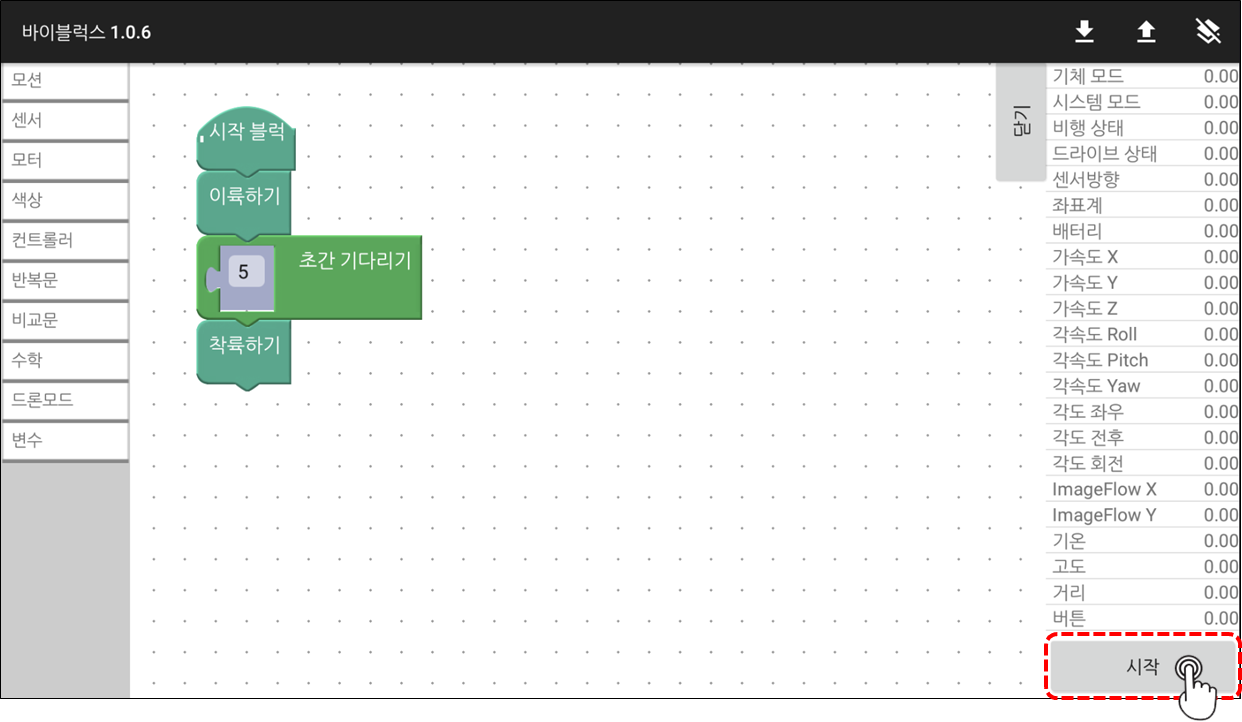 바이블럭스 1.0.6
모션
센서
모터
색상
컨트롤러
반복문
비교문
수학
드론모드
변수
시작 블럭
이륙하기
5 초간 기다리기
착륙하기
닫기
기체 모드 0.00
시스템 모드 0.00
비행 상태 0.00
드라이브 상태 0.00
센서방향 0.00
좌표계 0.00
배터리 0.00
가속도 X 0.00
가속도 Y 0.00
가속도 Z 0.00
각속도 Roll 0.00
각속도 Pitch 0.00
각속도 Yaw 0.00
각도 좌우 0.00
각도 전후 0.00
각도 회전 0.00
ImageFlow X 0.00
ImageFlow Y 0.00
기온 0.00
고도 0.00
거리 0.00
버튼 0.00
시작